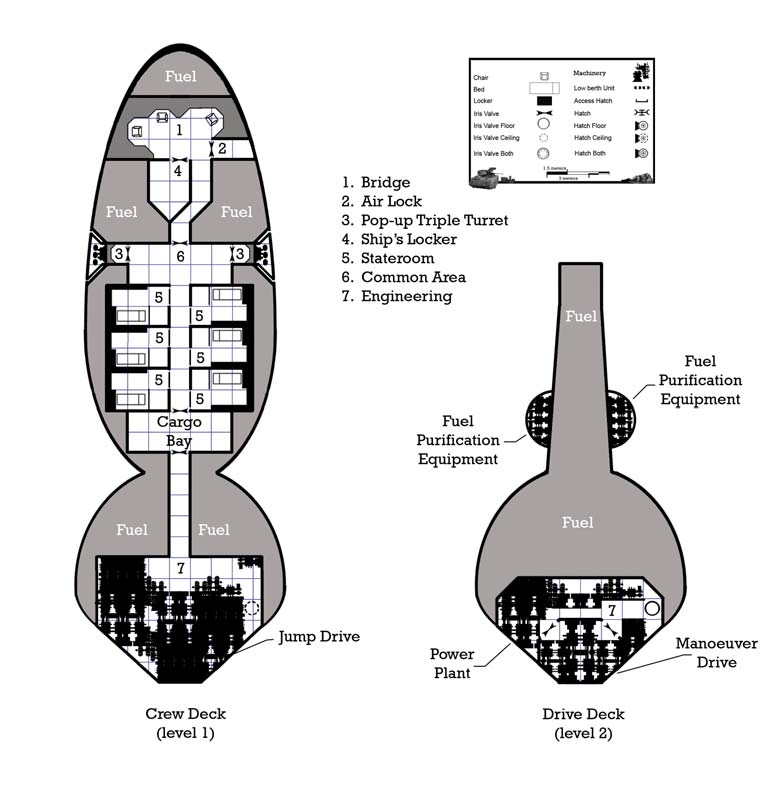 Fuel
1
2
4
Fuel
Fuel
3
6
3
5
5
5
5
5
5
Cargo
Bay
Fuel
Fuel
7
Jump Drive
Crew Deck
(level 1)
Chair
Machinery
Bed
Low berth Unit
Locker
Access Hatch
Iris Valve
Hatch
Iris Valve Floor
Hatch Floor
Iris Valve Ceiling
Hatch Ceiling
Iris Valve Both
Hatch Both
1.5 meters
3 meters
1. Bridge
2. Air Lock
3. Pop-up Triple Turret
4. Ship's Locker
5. Stateroom
6. Common Area
7. Engineering
Fuel
Fuel
Purification
Equipment
Fuel
Purification
Equipment
Fuel
7
Power
Plant
Manoeuver
Drive
Drive Deck
(level 2)